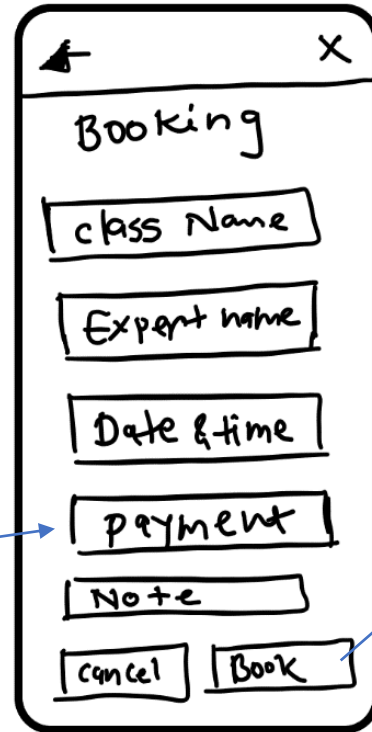 X
Booking
class Name
Expert name
Date & time
payment
Note
cancel Book